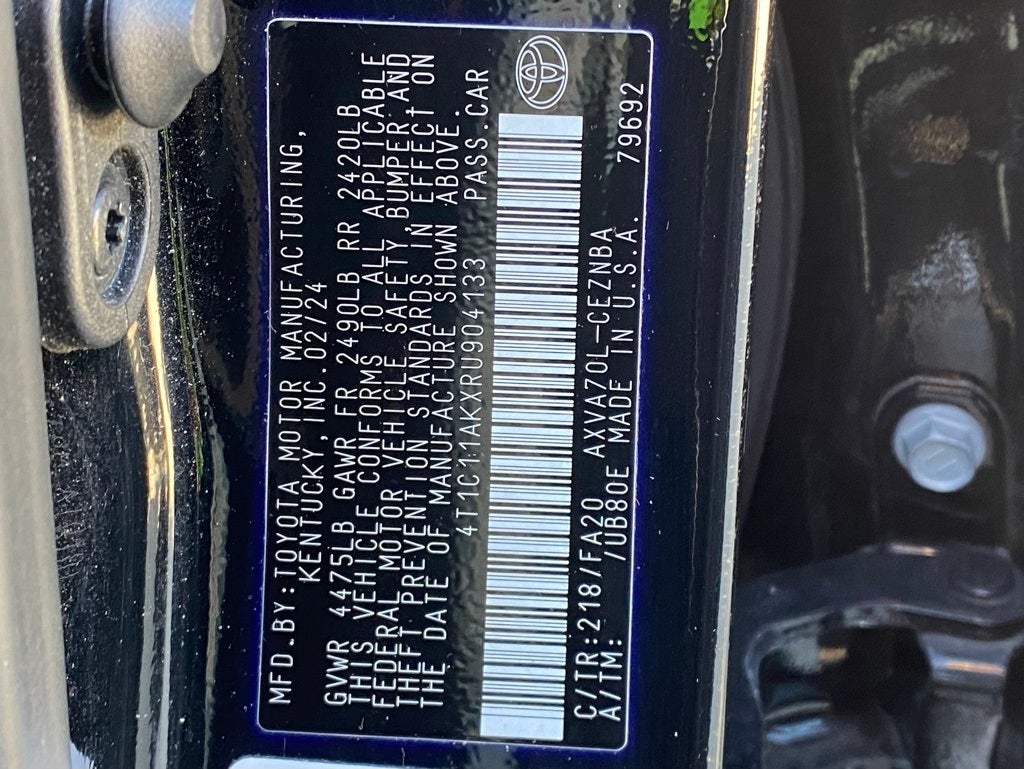 MFD.BY:TOYOTA MOTOR MANUFACTURING,
KENTUCKY, INC.02/24
GVWR 4475LB GAWR FR 2490LB RR 2420LB
THIS VEHICLE CONFORMS TO ALL APPLICABLE
FEDERAL MOTOR VEHICLE SAFETY,BUMPER,AND
THEFT PREVENTION STANDARDS IN EFFECT ON
THE DATE OF MANUFACTURE SHOWN ABOVE.
4T1C11AKXRU904133 PASS.CAR
C/TR:218/FA20 AXVA70L-CEZNBA
A/TM: /UB80E MADE IN U.S.A. 79692